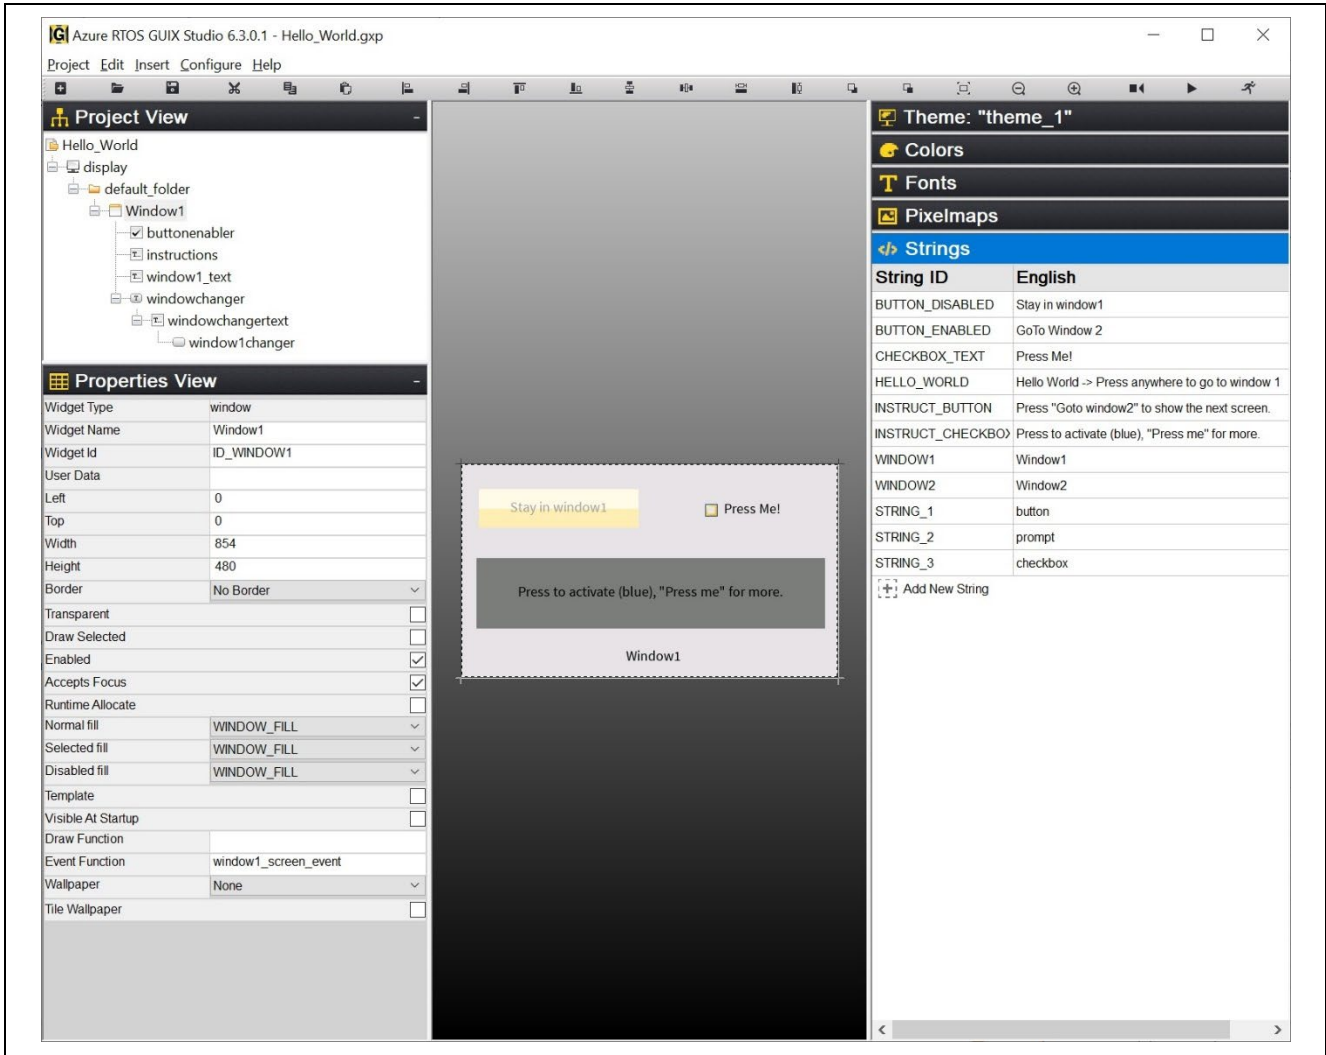 Azure RTOS GUIX Studio 6.3.0.1 - Hello_World.gxp
Project Edit Insert Configure Help
Project View
Hello_World
display
default_folder
Window1
buttonenabler
instructions
window1_text
windowchanger
windowchangertext
window1changer
Properties View
Widget Type window
Widget Name Window1
Widget Id ID_WINDOW1
User Data
Left 0
Top 0
Width 854
Height 480
Border No Border
Transparent
Draw Selected
Enabled
Accepts Focus
Runtime Allocate
Normal fill WINDOW_FILL
Selected fill WINDOW_FILL
Disabled fill WINDOW_FILL
Template
Visible At Startup
Draw Function
Event Function window1_screen_event
Wallpaper None
Tile Wallpaper
Stay in window1 Press Me!
Press to activate (blue), "Press me" for more.
Window1
Theme: "theme_1"
Colors
Fonts
Pixelmaps
Strings
String ID English
BUTTON_DISABLED Stay in window1
BUTTON_ENABLED GoTo Window 2
CHECKBOX_TEXT Press Me!
HELLO_WORLD Hello World -> Press anywhere to go to window 1
INSTRUCT_BUTTON Press "Goto window2" to show the next screen.
INSTRUCT_CHECKBOX Press to activate (blue), "Press me" for more.
WINDOW1 Window1
WINDOW2 Window2
STRING_1 button
STRING_2 prompt
STRING_3 checkbox
Add New String